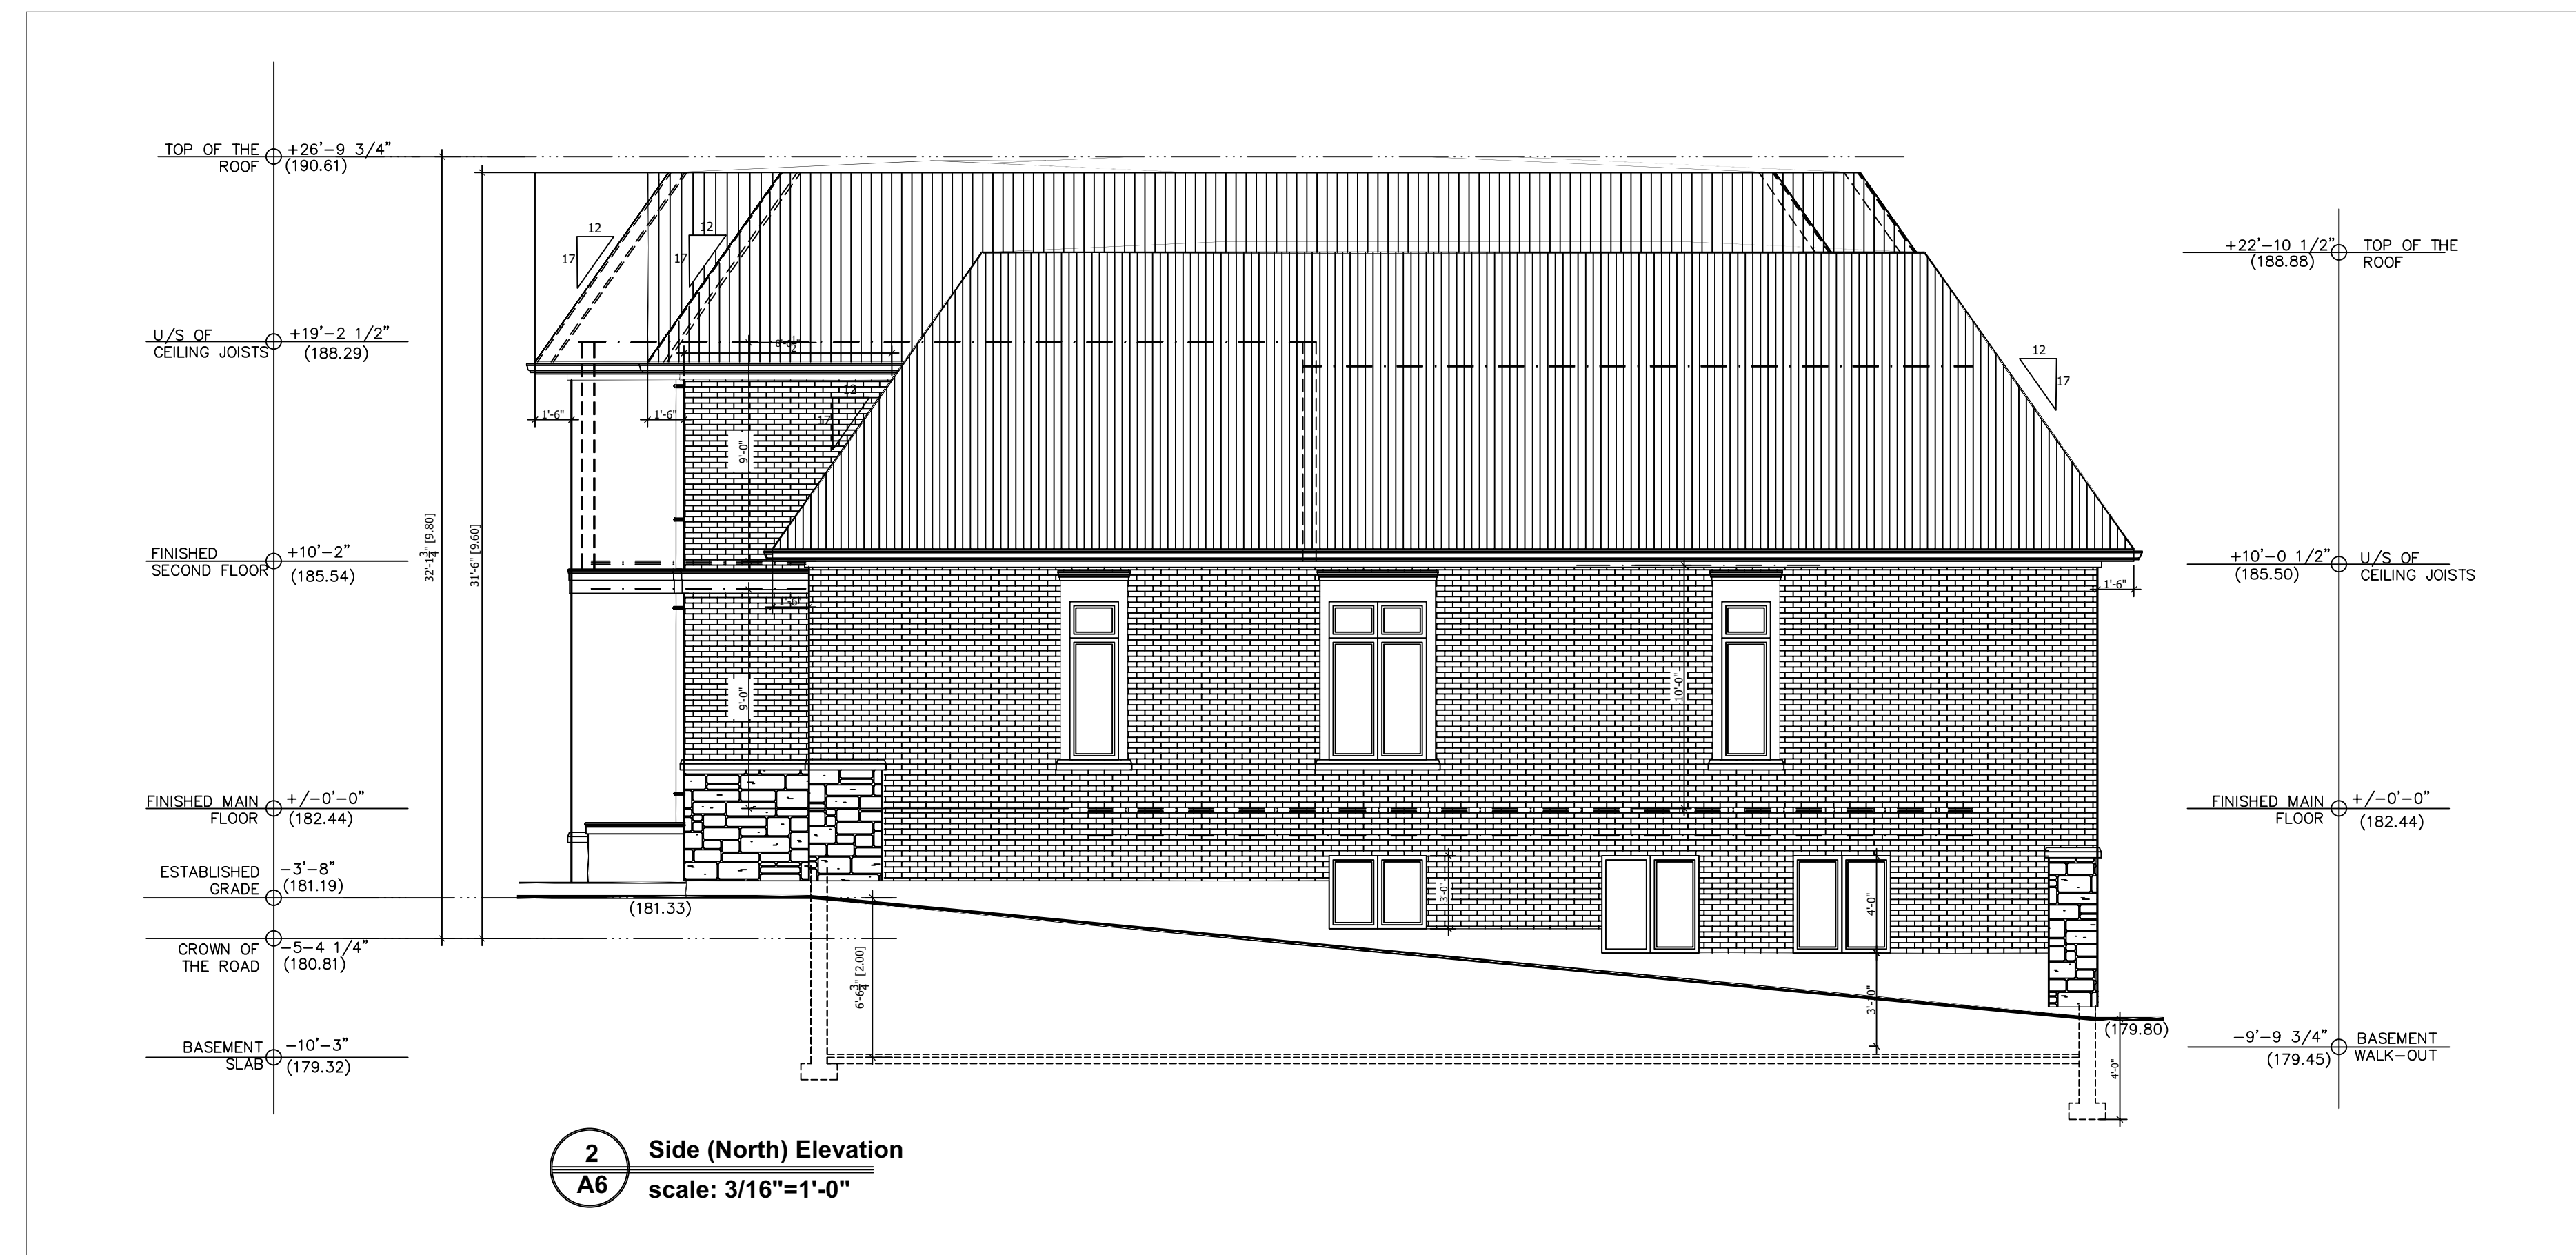 TOP OF THE
ROOF
+26'-9 3/4"
(190.61)
U/S OF
CEILING JOISTS
+19'-2 1/2"
(188.29)
FINISHED
SECOND FLOOR
+10'-2"
(185.54)
FINISHED MAIN
FLOOR
+/-0'-0"
(182.44)
ESTABLISHED
GRADE
-3'-8"
(181.19)
CROWN OF
THE ROAD
-5-4 1/4"
(180.81)
BASEMENT
SLAB
-10'-3"
(179.32)
32'-1 3/4" [9.80]
31'-6" [9.60]
12
17
12
17
12
17
1'-6"
1'-6"
9'-0"
1'-6"
9'-0"
(181.33)
6'-6 3/4" [2.00]
10'-0"
3'-0"
4'-0"
3'-10"
12
17
1'-6"
(179.80)
4'-0"
+22'-10 1/2"
(188.88)
TOP OF THE
ROOF
+10'-0 1/2"
(185.50)
U/S OF
CEILING JOISTS
FINISHED MAIN
FLOOR
+/-0'-0"
(182.44)
-9'-9 3/4"
(179.45)
BASEMENT
WALK-OUT
2
A6
Side (North) Elevation
scale: 3/16"=1'-0"